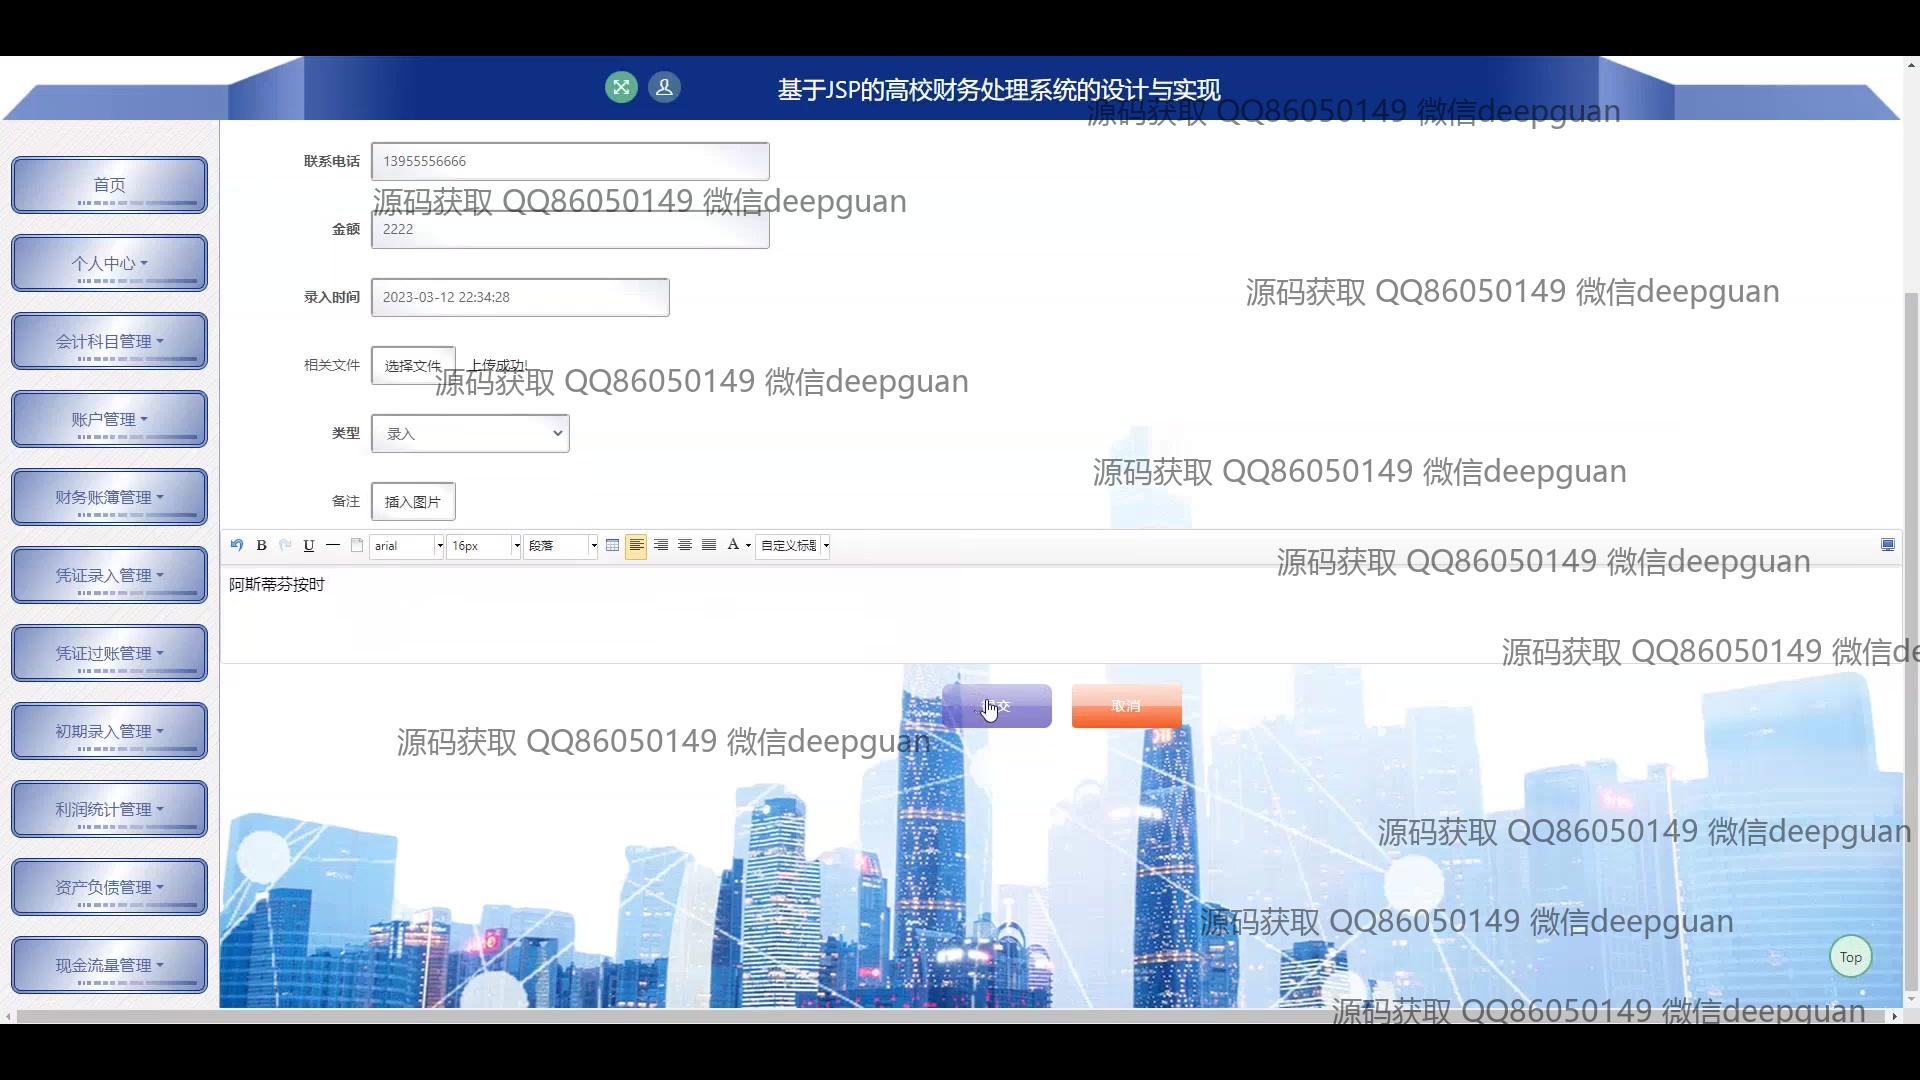 基于JSP的高校财务处理系统的设计与实现
源码获取 QQ86050149 微信deepguan
首页
个人中心
会计科目管理
账户管理
财务账簿管理
凭证录入管理
凭证过账管理
初期录入管理
利润统计管理
资产负债管理
现金流量管理
联系电话 13955556666
源码获取 QQ86050149 微信deepguan
金额 2222
源码获取 QQ86050149 微信deepguan
录入时间 2023-03-12 22:34:28
相关文件 选择文件 上传成功!
源码获取 QQ86050149 微信deepguan
类型 录入
源码获取 QQ86050149 微信deepguan
备注 插入图片
B U arial 16px 段落 A 自定义标题
源码获取 QQ86050149 微信deepguan
阿斯蒂芬按时
源码获取 QQ86050149 微信de
交 取消
源码获取 QQ86050149 微信deepguan
源码获取 QQ86050149 微信deepguan
源码获取 QQ86050149 微信deepguan
Top
源码获取 QQ86050149 微信deepguan